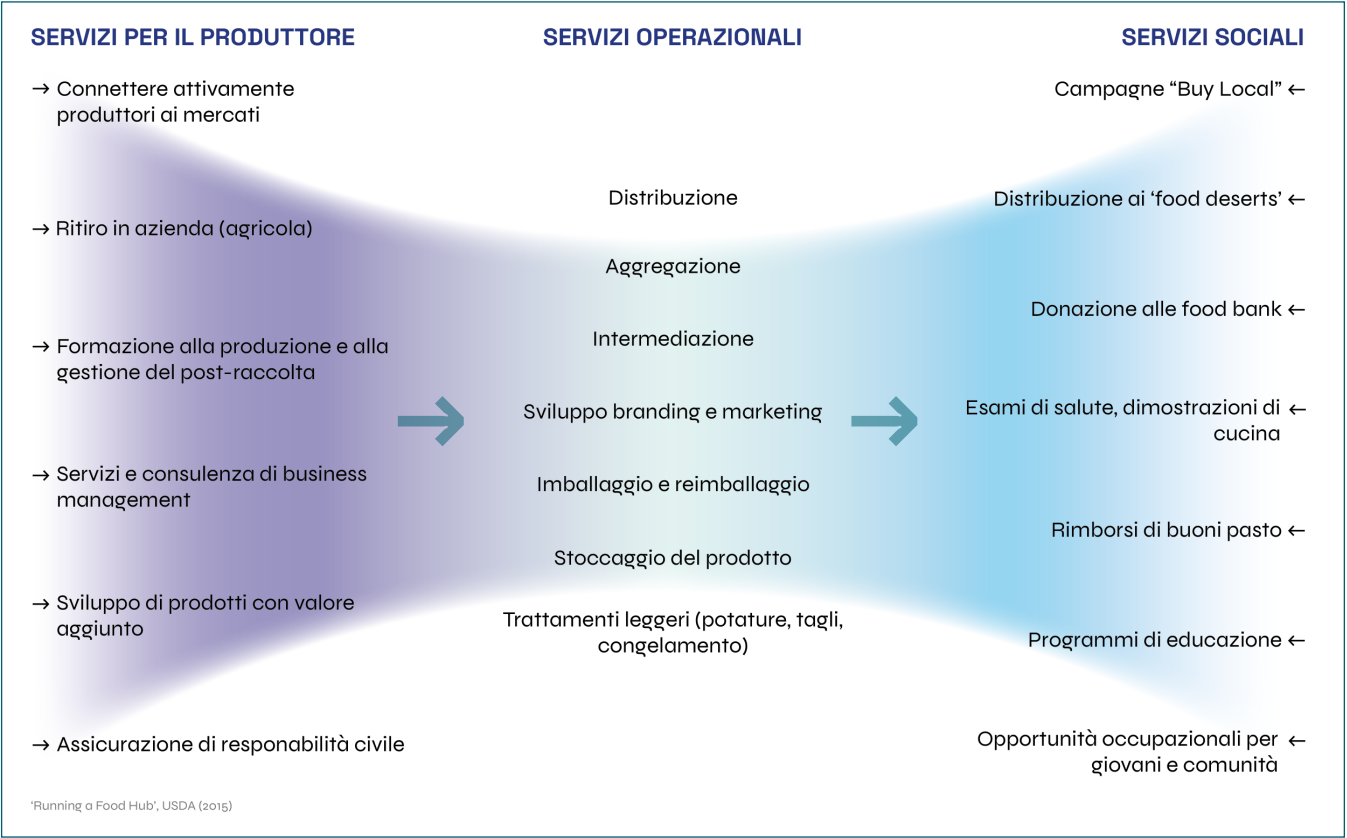 SERVIZI PER IL PRODUTTORE
→ Connettere attivamente
produttori ai mercati
→ Ritiro in azienda (agricola)
→ Formazione alla produzione e alla
gestione del post-raccolta
→ Servizi e consulenza di business
management
→ Sviluppo di prodotti con valore
aggiunto
→ Assicurazione di responabilità civile
SERVIZI OPERAZIONALI
Distribuzione
Aggregazione
Intermediazione
Sviluppo branding e marketing
Imballaggio e reimballaggio
Stoccaggio del prodotto
Trattamenti leggeri (potature, tagli,
congelamento)
SERVIZI SOCIALI
Campagne “Buy Local” ←
Distribuzione ai ‘food deserts’ ←
Donazione alle food bank ←
Esami di salute, dimostrazioni di ←
cucina
Rimborsi di buoni pasto ←
Programmi di educazione ←
Opportunità occupazionali per ←
giovani e comunità
‘Running a Food Hub’, USDA (2015)